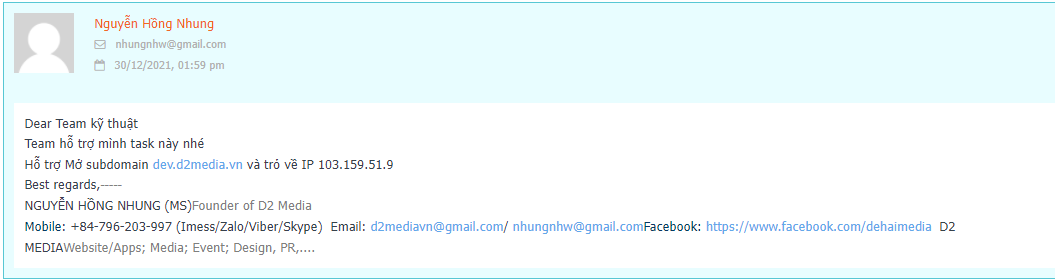 Nguyễn Hồng Nhung
nhungnhw@gmail.com
30/12/2021, 01:59 pm
Dear Team kỹ thuật
Team hỗ trợ mình task này nhé
Hỗ trợ Mở subdomain dev.d2media.vn và trỏ về IP 103.159.51.9
Best regards,-----
NGUYỄN HỒNG NHUNG (MS)Founder of D2 Media
Mobile: +84-796-203-997 (Imess/Zalo/Viber/Skype)  Email: d2mediavn@gmail.com/ nhungnhw@gmail.comFacebook: https://www.facebook.com/dehaimedia  D2
MEDIAWebsite/Apps; Media; Event; Design, PR,....